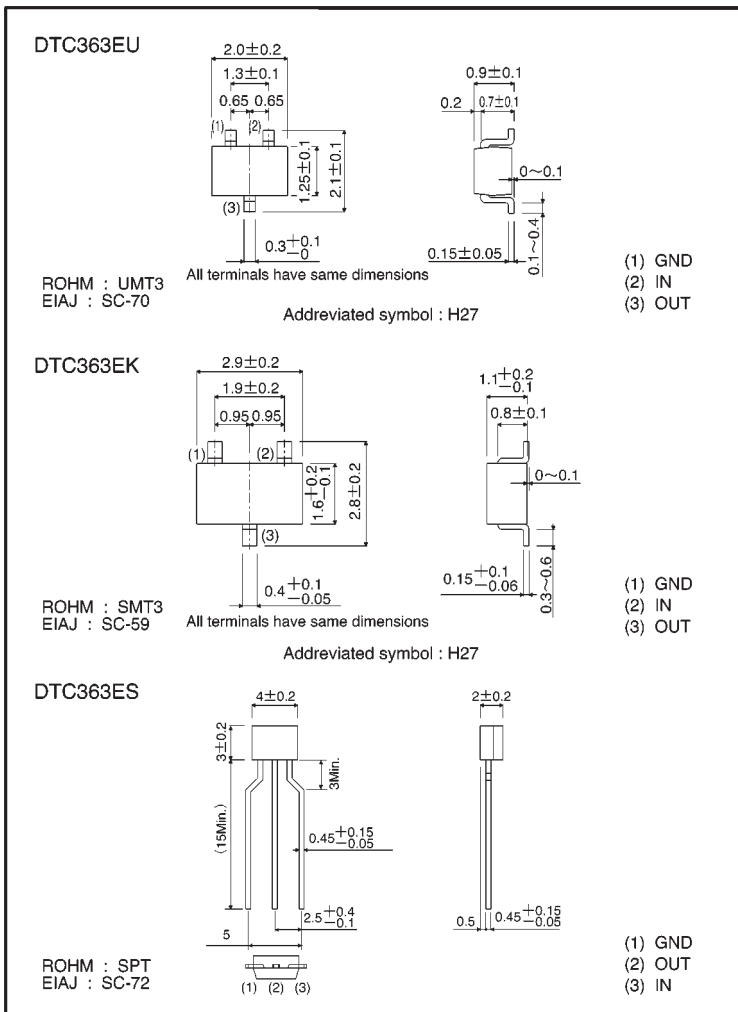 DTC363EU
2.0±0.2
1.3±0.1
0.65 0.65
(1) (2)
(3)
1.25±0.1
2.1±0.1
0.3+0.1−0
All terminals have same dimensions
0.9±0.1
0.2 0.7±0.1
0~0.1
0.15±0.05
0.1~0.4
ROHM : UMT3
EIAJ : SC-70
Addreviated symbol : H27
(1) GND
(2) IN
(3) OUT
DTC363EK
2.9±0.2
1.9±0.2
0.95 0.95
(1) (2)
(3)
1.6+0.2−0.1
2.8±0.2
0.4+0.1−0.05
All terminals have same dimensions
1.1+0.2−0.1
0.8±0.1
0~0.1
0.15+0.1−0.06
0.3~0.6
ROHM : SMT3
EIAJ : SC-59
Addreviated symbol : H27
(1) GND
(2) IN
(3) OUT
DTC363ES
4±0.2
3±0.2
3Min.
(15Min.)
0.45+0.15−0.05
2.5+0.4−0.1
5
(1) (2) (3)
2±0.2
0.5 0.45+0.15−0.05
ROHM : SPT
EIAJ : SC-72
(1) GND
(2) OUT
(3) IN